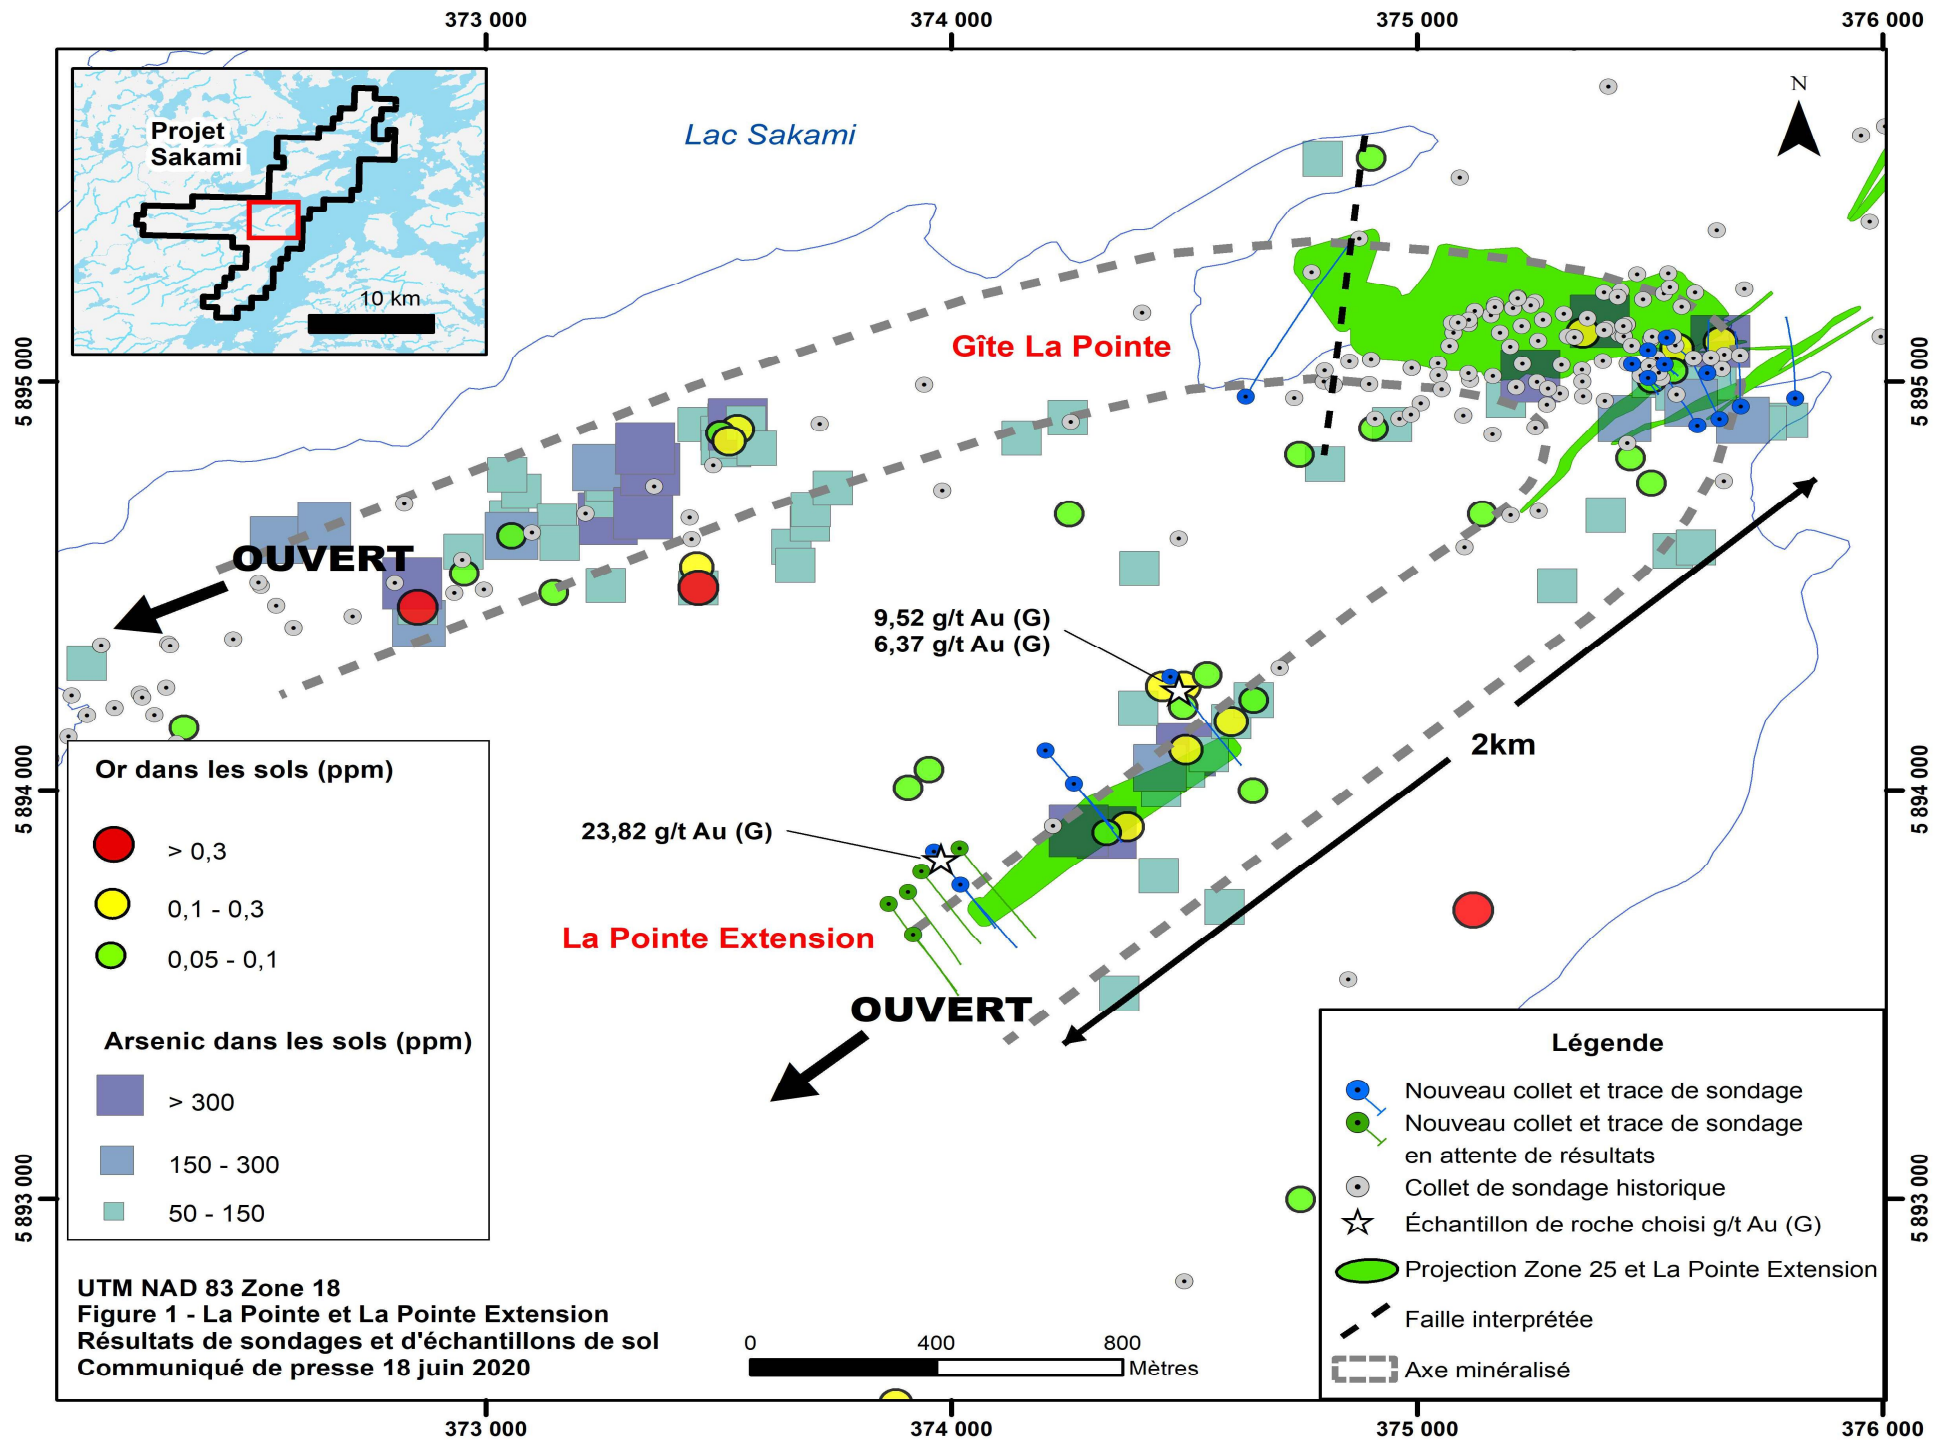 373 000
374 000
375 000
376 000
Projet
Sakami
10 km
Lac Sakami
N
5 895 000
5 895 000
Gîte La Pointe
OUVERT
9,52 g/t Au (G)
6,37 g/t Au (G)
2km
23,82 g/t Au (G)
La Pointe Extension
OUVERT
5 894 000
5 894 000
Or dans les sols (ppm)
> 0,3
0,1 - 0,3
0,05 - 0,1
Arsenic dans les sols (ppm)
> 300
150 - 300
50 - 150
5 893 000
5 893 000
Légende
Nouveau collet et trace de sondage
Nouveau collet et trace de sondage
en attente de résultats
Collet de sondage historique
Échantillon de roche choisi g/t Au (G)
Projection Zone 25 et La Pointe Extension
Faille interprétée
Axe minéralisé
UTM NAD 83 Zone 18
Figure 1 - La Pointe et La Pointe Extension
Résultats de sondages et d'échantillons de sol
Communiqué de presse 18 juin 2020
0
400
800
Mètres
373 000
374 000
375 000
376 000